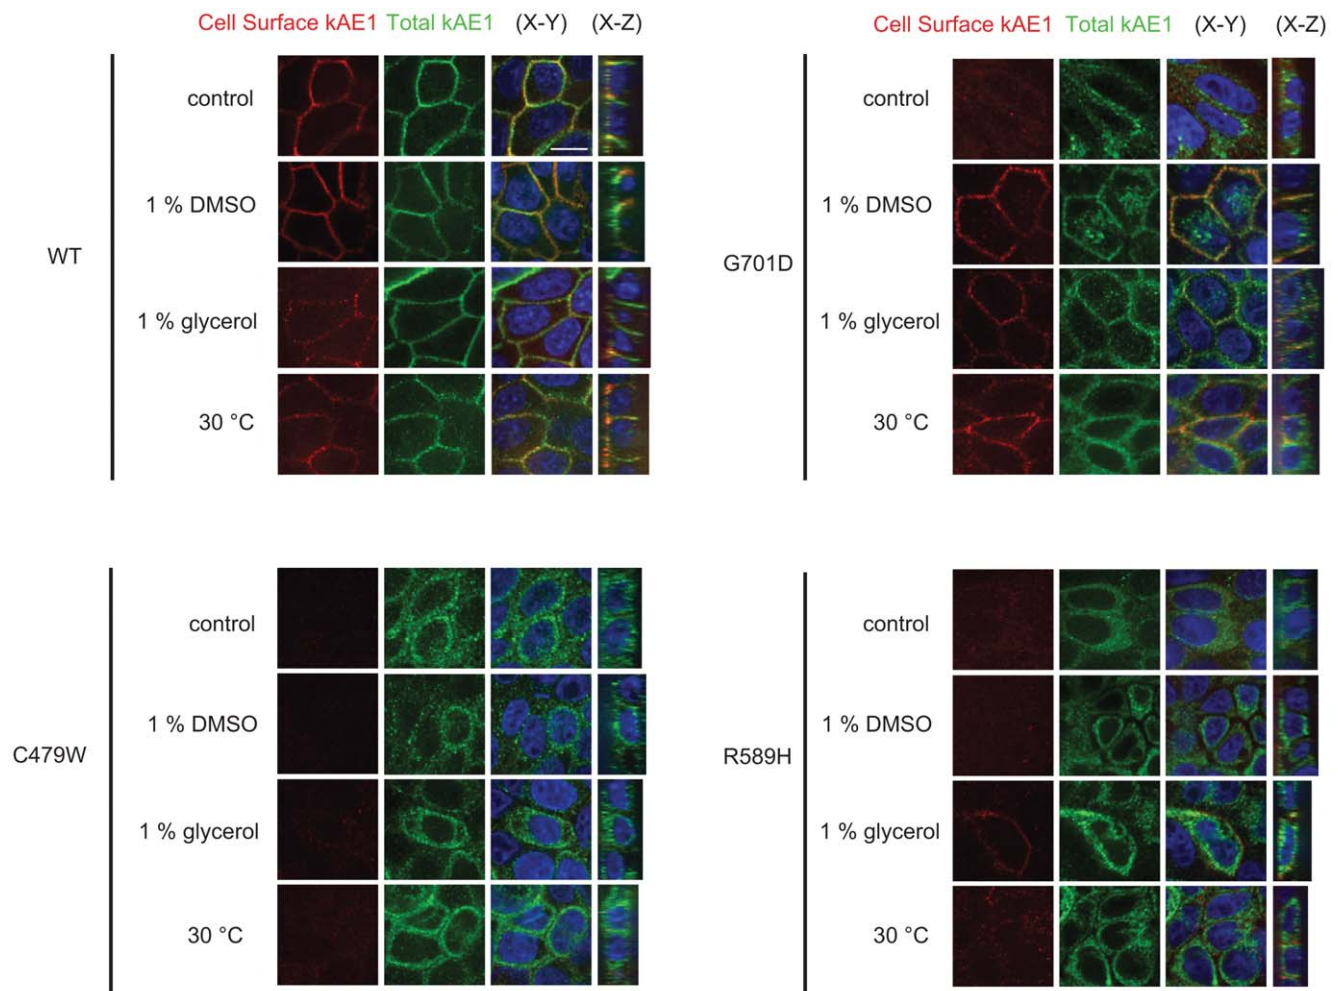 Cell Surface kAE1 Total kAE1 (X-Y) (X-Z)
WT
control
1 % DMSO
1 % glycerol
30 °C
Cell Surface kAE1 Total kAE1 (X-Y) (X-Z)
G701D
control
1 % DMSO
1 % glycerol
30 °C
C479W
control
1 % DMSO
1 % glycerol
30 °C
R589H
control
1 % DMSO
1 % glycerol
30 °C